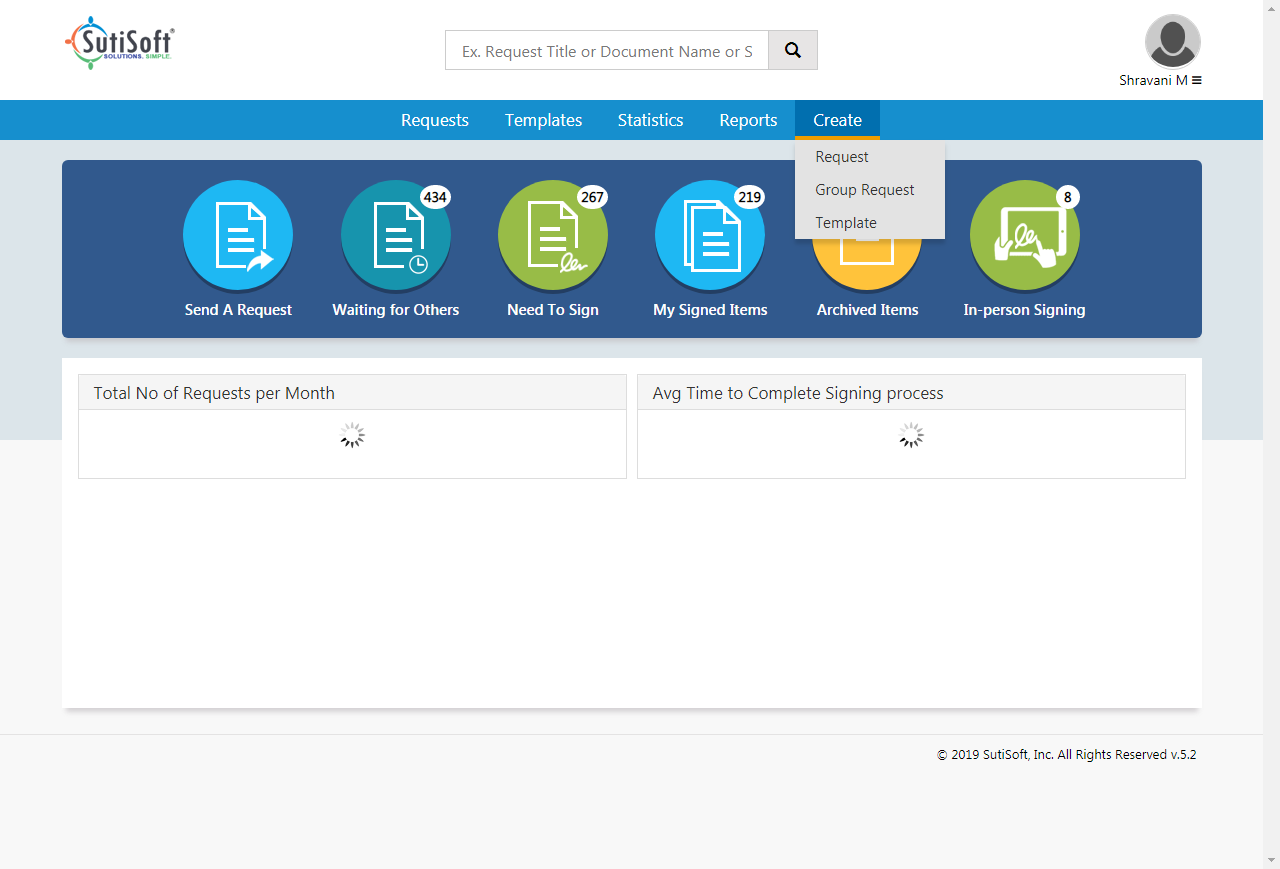 SutiSoft®
SOLUTIONS. SIMPLE.
Ex. Request Title or Document Name or S
Shravani M
Requests Templates Statistics Reports Create
Request
Group Request
Template
434
267
219
8
Send A Request
Waiting for Others
Need To Sign
My Signed Items
Archived Items
In-person Signing
Total No of Requests per Month
Avg Time to Complete Signing process
© 2019 SutiSoft, Inc. All Rights Reserved v.5.2